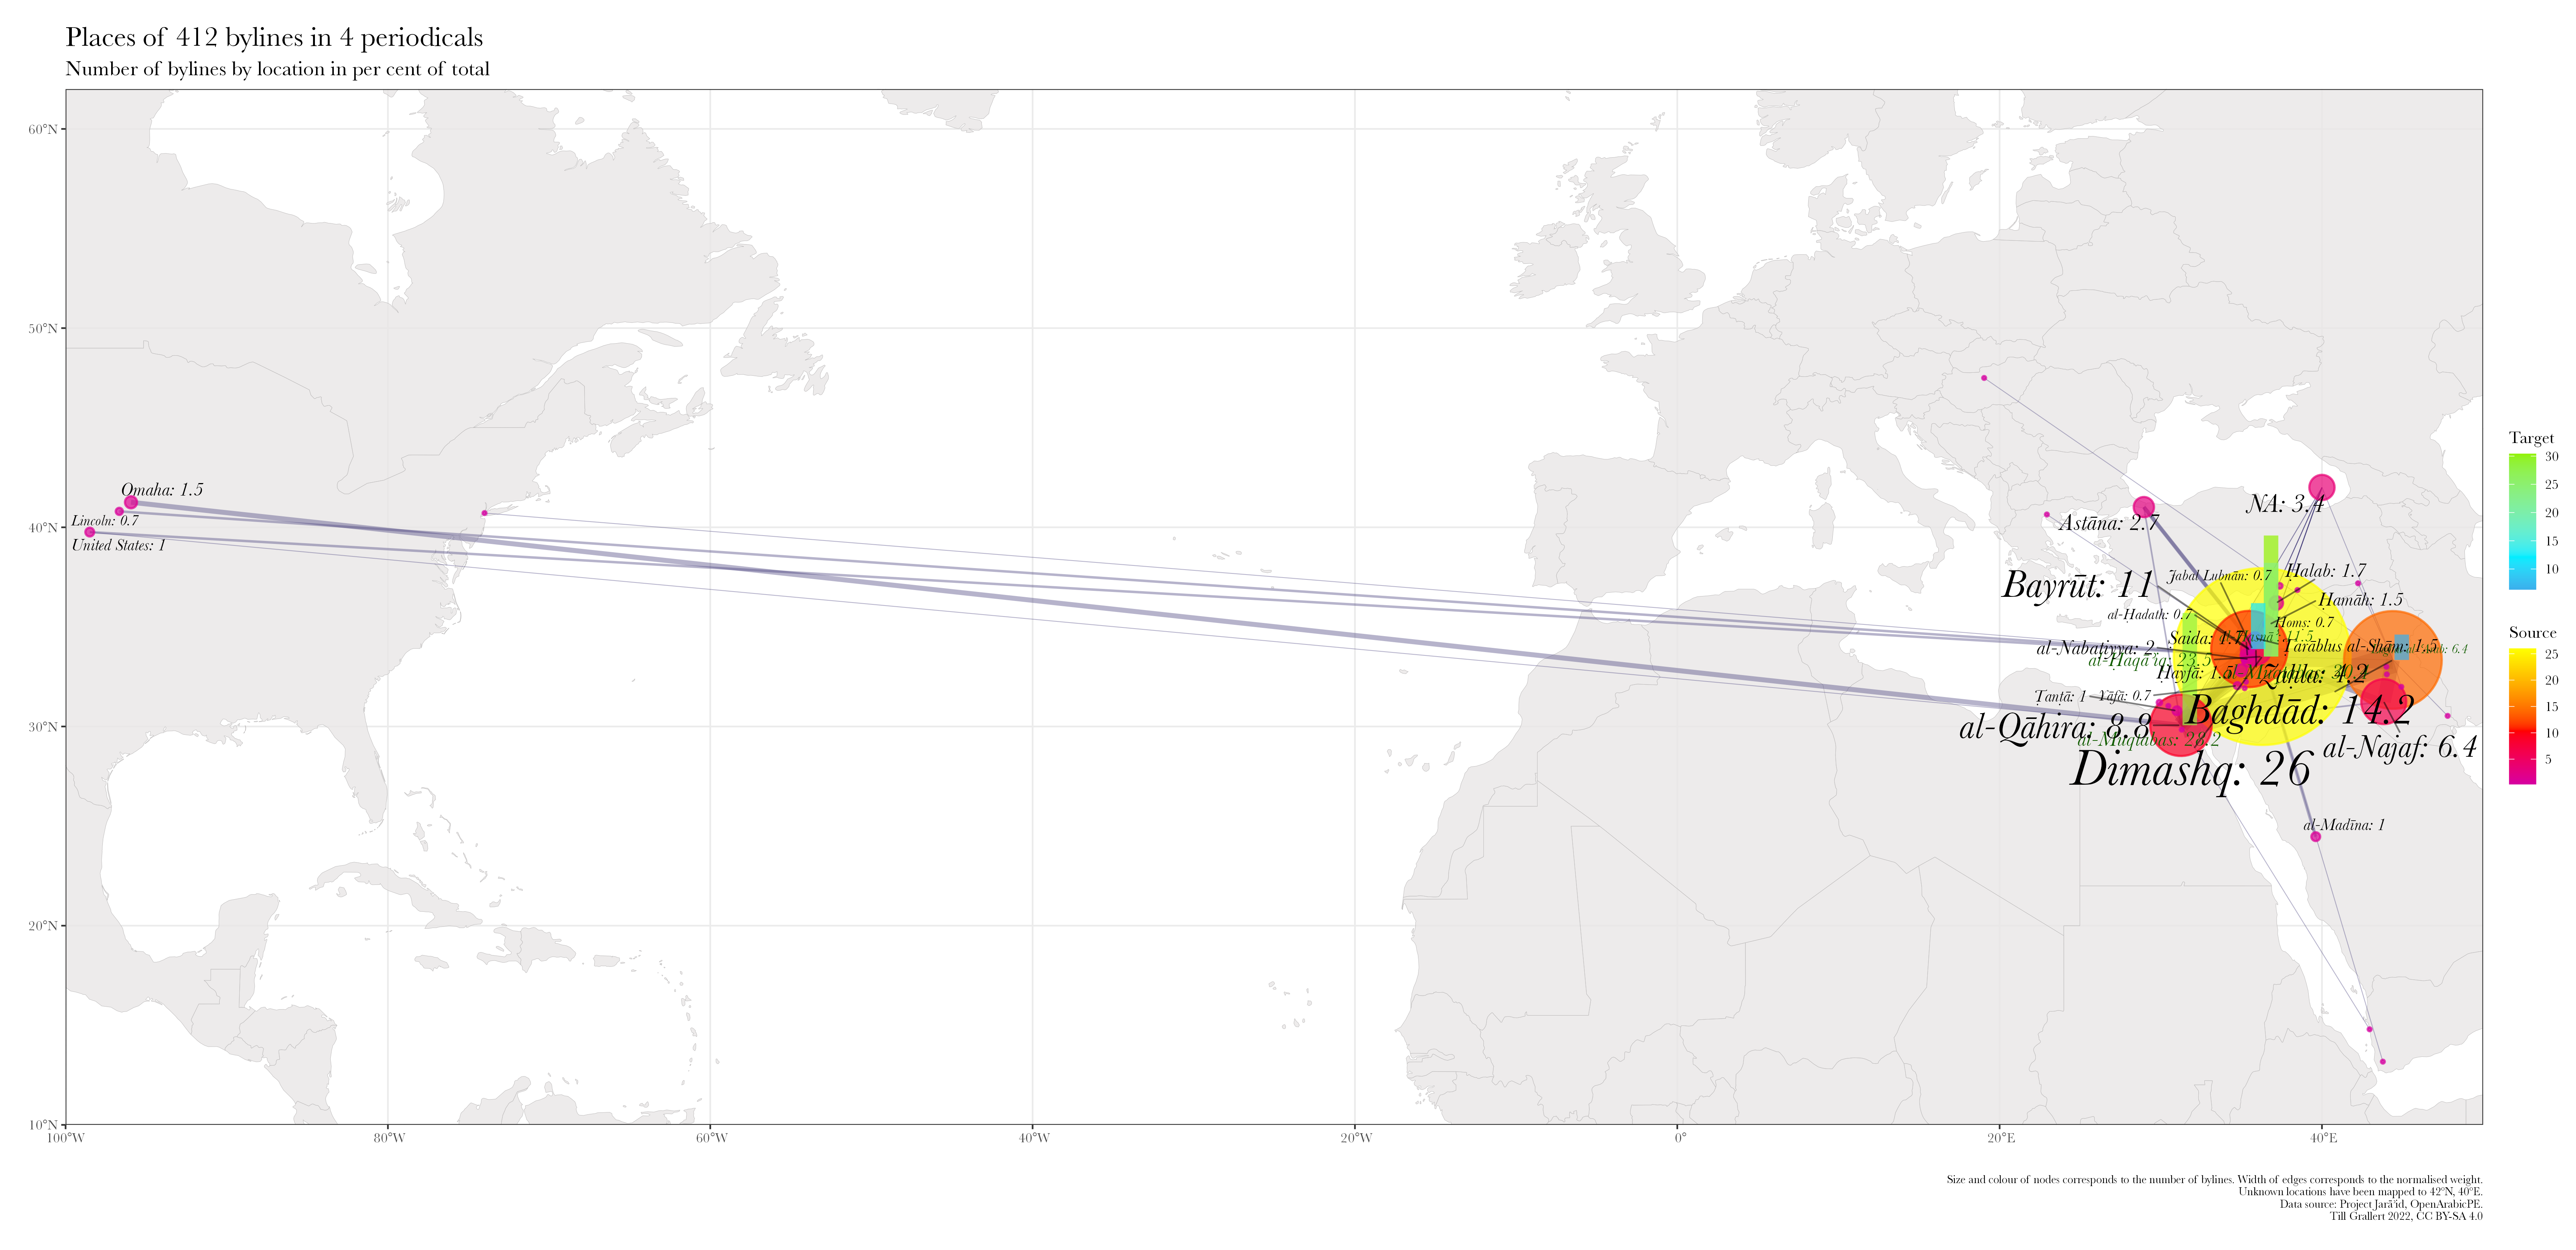 Places of 412 bylines in 4 periodicals
Number of bylines by location in per cent of total
60°N
50°N
40°N
30°N
20°N
10°N
100°W
80°W
60°W
40°W
20°W
0°
20°E
40°E
Omaha: 1.5
Lincoln: 0.7
United States: 1
NA: 3.4
Astāna: 2.7
Bayrūt: 11
Jabal Lubnān: 0.7
Ḥalab: 1.7
Ḥamāh: 1.5
al-Ḥadath: 0.7
Homs: 0.7
Saida: 1.7
Ṭarāblus al-Shām: 1.5
al-Nabaṭiyya: 2
al-Ḥaqāʾiq: 23.5
Ḥayfā: 1.5
Zaḥla: 4.2
Ṭanṭā: 1
Yāfā: 0.7
Baghdād: 14.2
al-Qāhira: 8.8
al-Muqtabas: 28.2
al-Najaf: 6.4
Dimashq: 26
al-Madīna: 1
Target
30
25
20
15
10
Source
25
20
15
10
5
Size and colour of nodes corresponds to the number of bylines. Width of edges corresponds to the normalised weight.
Unknown locations have been mapped to 42°N, 40°E.
Data source: Project Jarāʾid, OpenArabicPE.
Till Grallert 2022, CC BY-SA 4.0